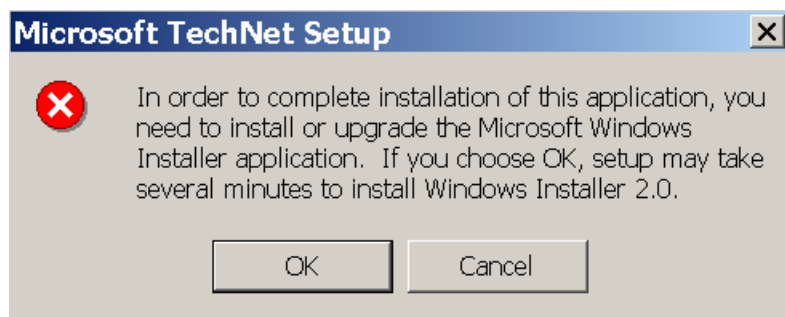 Microsoft TechNet Setup
In order to complete installation of this application, you
need to install or upgrade the Microsoft Windows
Installer application.  If you choose OK, setup may take
several minutes to install Windows Installer 2.0.
OK
Cancel